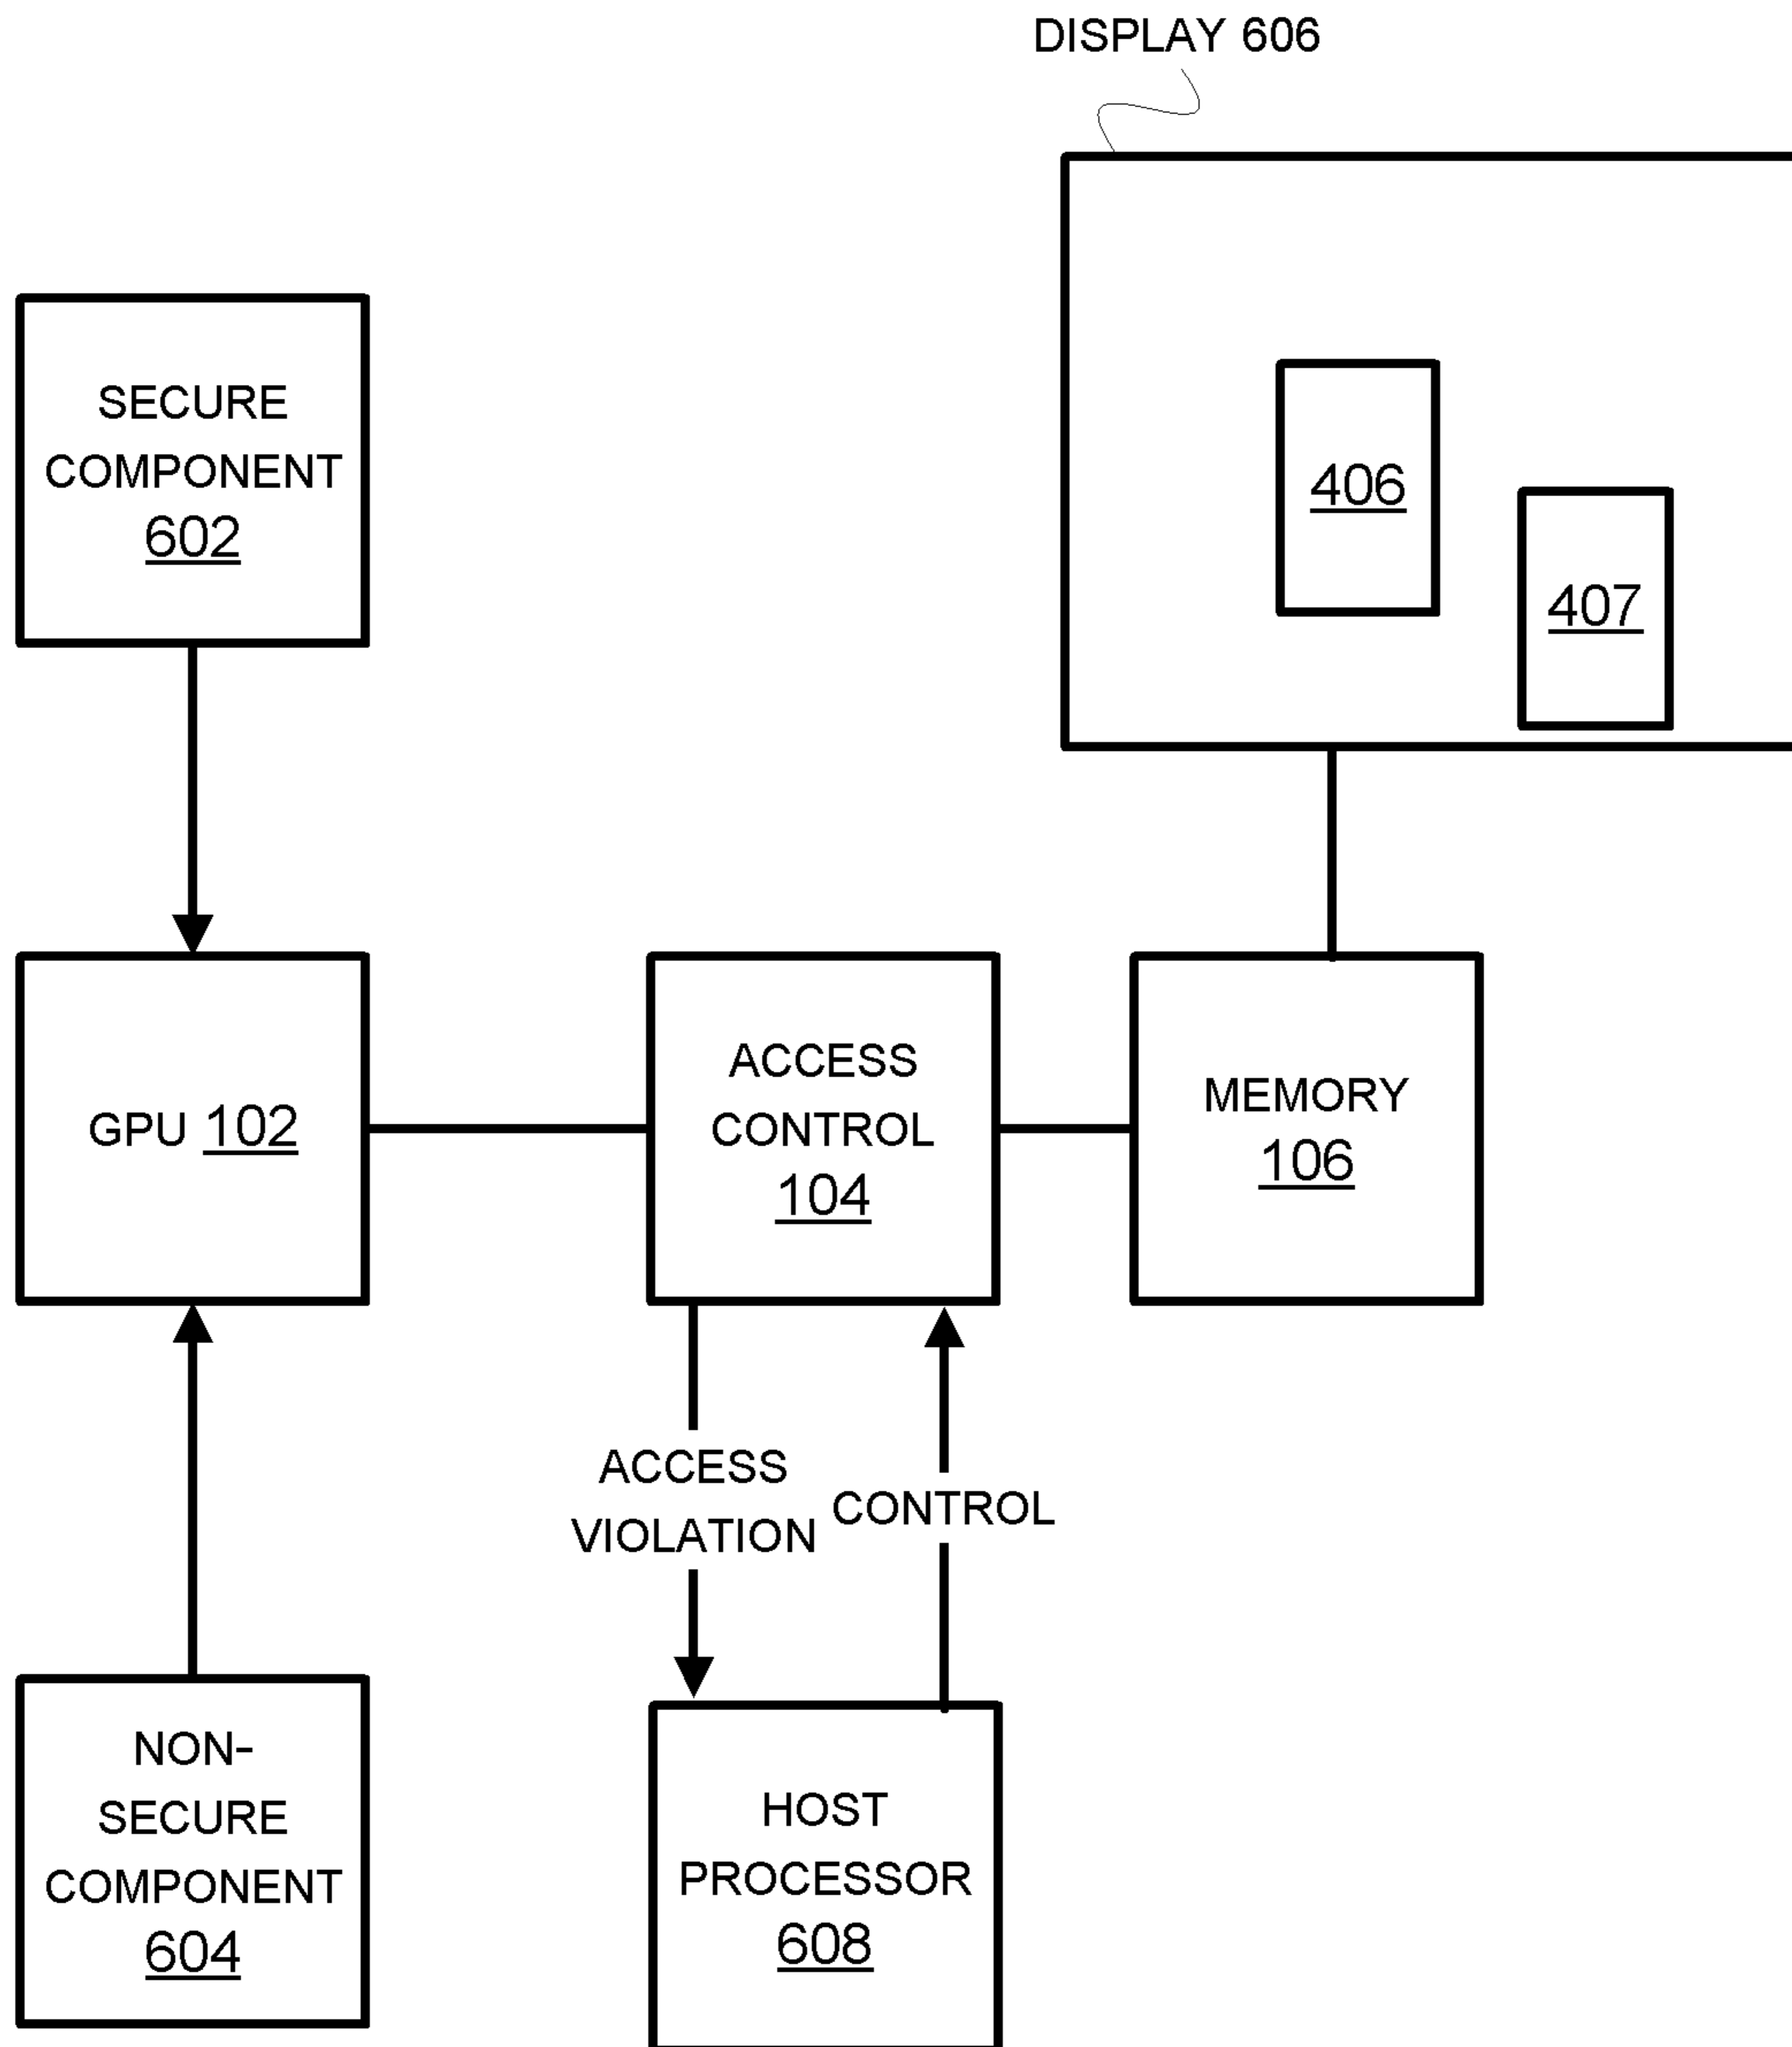 DISPLAY 606
SECURE
COMPONENT
602
406
407
GPU 102
ACCESS
CONTROL
104
MEMORY
106
ACCESS
VIOLATION
CONTROL
NON-
SECURE
COMPONENT
604
HOST
PROCESSOR
608